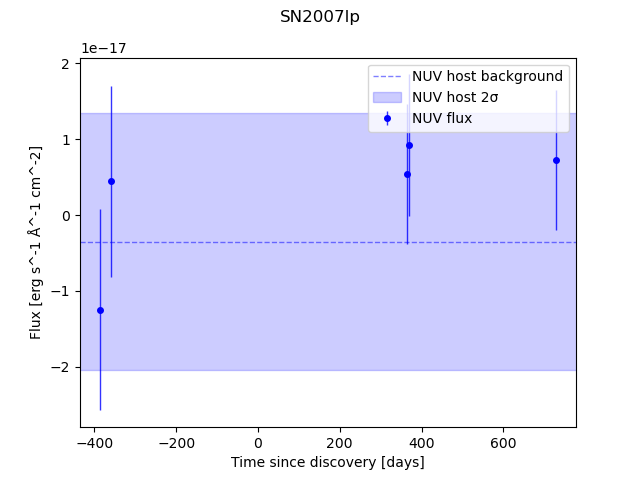 SN2007lp
1e−17
NUV host background
NUV host 2σ
NUV flux
Flux [erg s^-1 Å^-1 cm^-2]
2
1
0
−1
−2
−400
−200
0
200
400
600
Time since discovery [days]